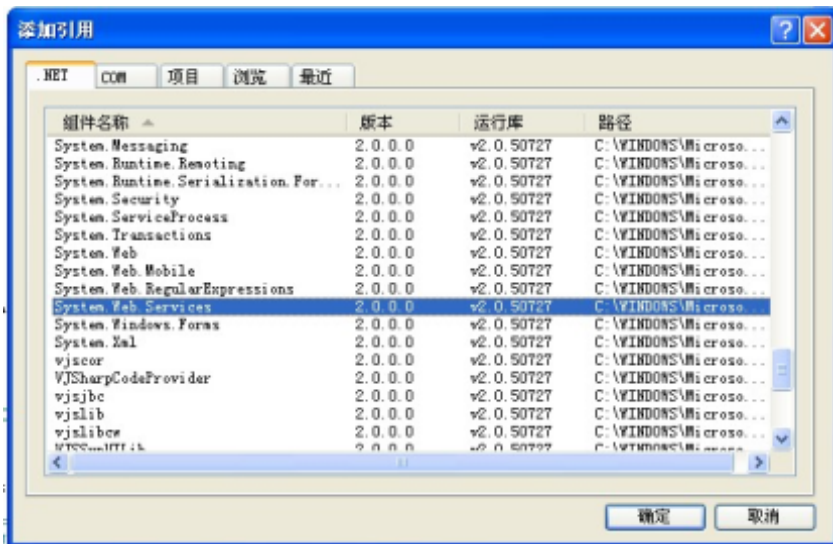 添加引用
.NET COM 项目 浏览 最近
组件名称 版本 运行库 路径
System.Messaging 2.0.0.0 v2.0.50727 C:\WINDOWS\Microso...
System.Runtime.Remoting 2.0.0.0 v2.0.50727 C:\WINDOWS\Microso...
System.Runtime.Serialization.For... 2.0.0.0 v2.0.50727 C:\WINDOWS\Microso...
System.Security 2.0.0.0 v2.0.50727 C:\WINDOWS\Microso...
System.ServiceProcess 2.0.0.0 v2.0.50727 C:\WINDOWS\Microso...
System.Transactions 2.0.0.0 v2.0.50727 C:\WINDOWS\Microso...
System.Web 2.0.0.0 v2.0.50727 C:\WINDOWS\Microso...
System.Web.Mobile 2.0.0.0 v2.0.50727 C:\WINDOWS\Microso...
System.Web.RegularExpressions 2.0.0.0 v2.0.50727 C:\WINDOWS\Microso...
System.Web.Services 2.0.0.0 v2.0.50727 C:\WINDOWS\Microso...
System.Windows.Forms 2.0.0.0 v2.0.50727 C:\WINDOWS\Microso...
System.Xml 2.0.0.0 v2.0.50727 C:\WINDOWS\Microso...
vjscor 2.0.0.0 v2.0.50727 C:\WINDOWS\Microso...
VJSharpCodeProvider 2.0.0.0 v2.0.50727 C:\WINDOWS\Microso...
vjsjbc 2.0.0.0 v2.0.50727 C:\WINDOWS\Microso...
vjslib 2.0.0.0 v2.0.50727 C:\WINDOWS\Microso...
vjslibcw 2.0.0.0 v2.0.50727 C:\WINDOWS\Microso...
2.0.0.0 v2.0.50727
确定 取消